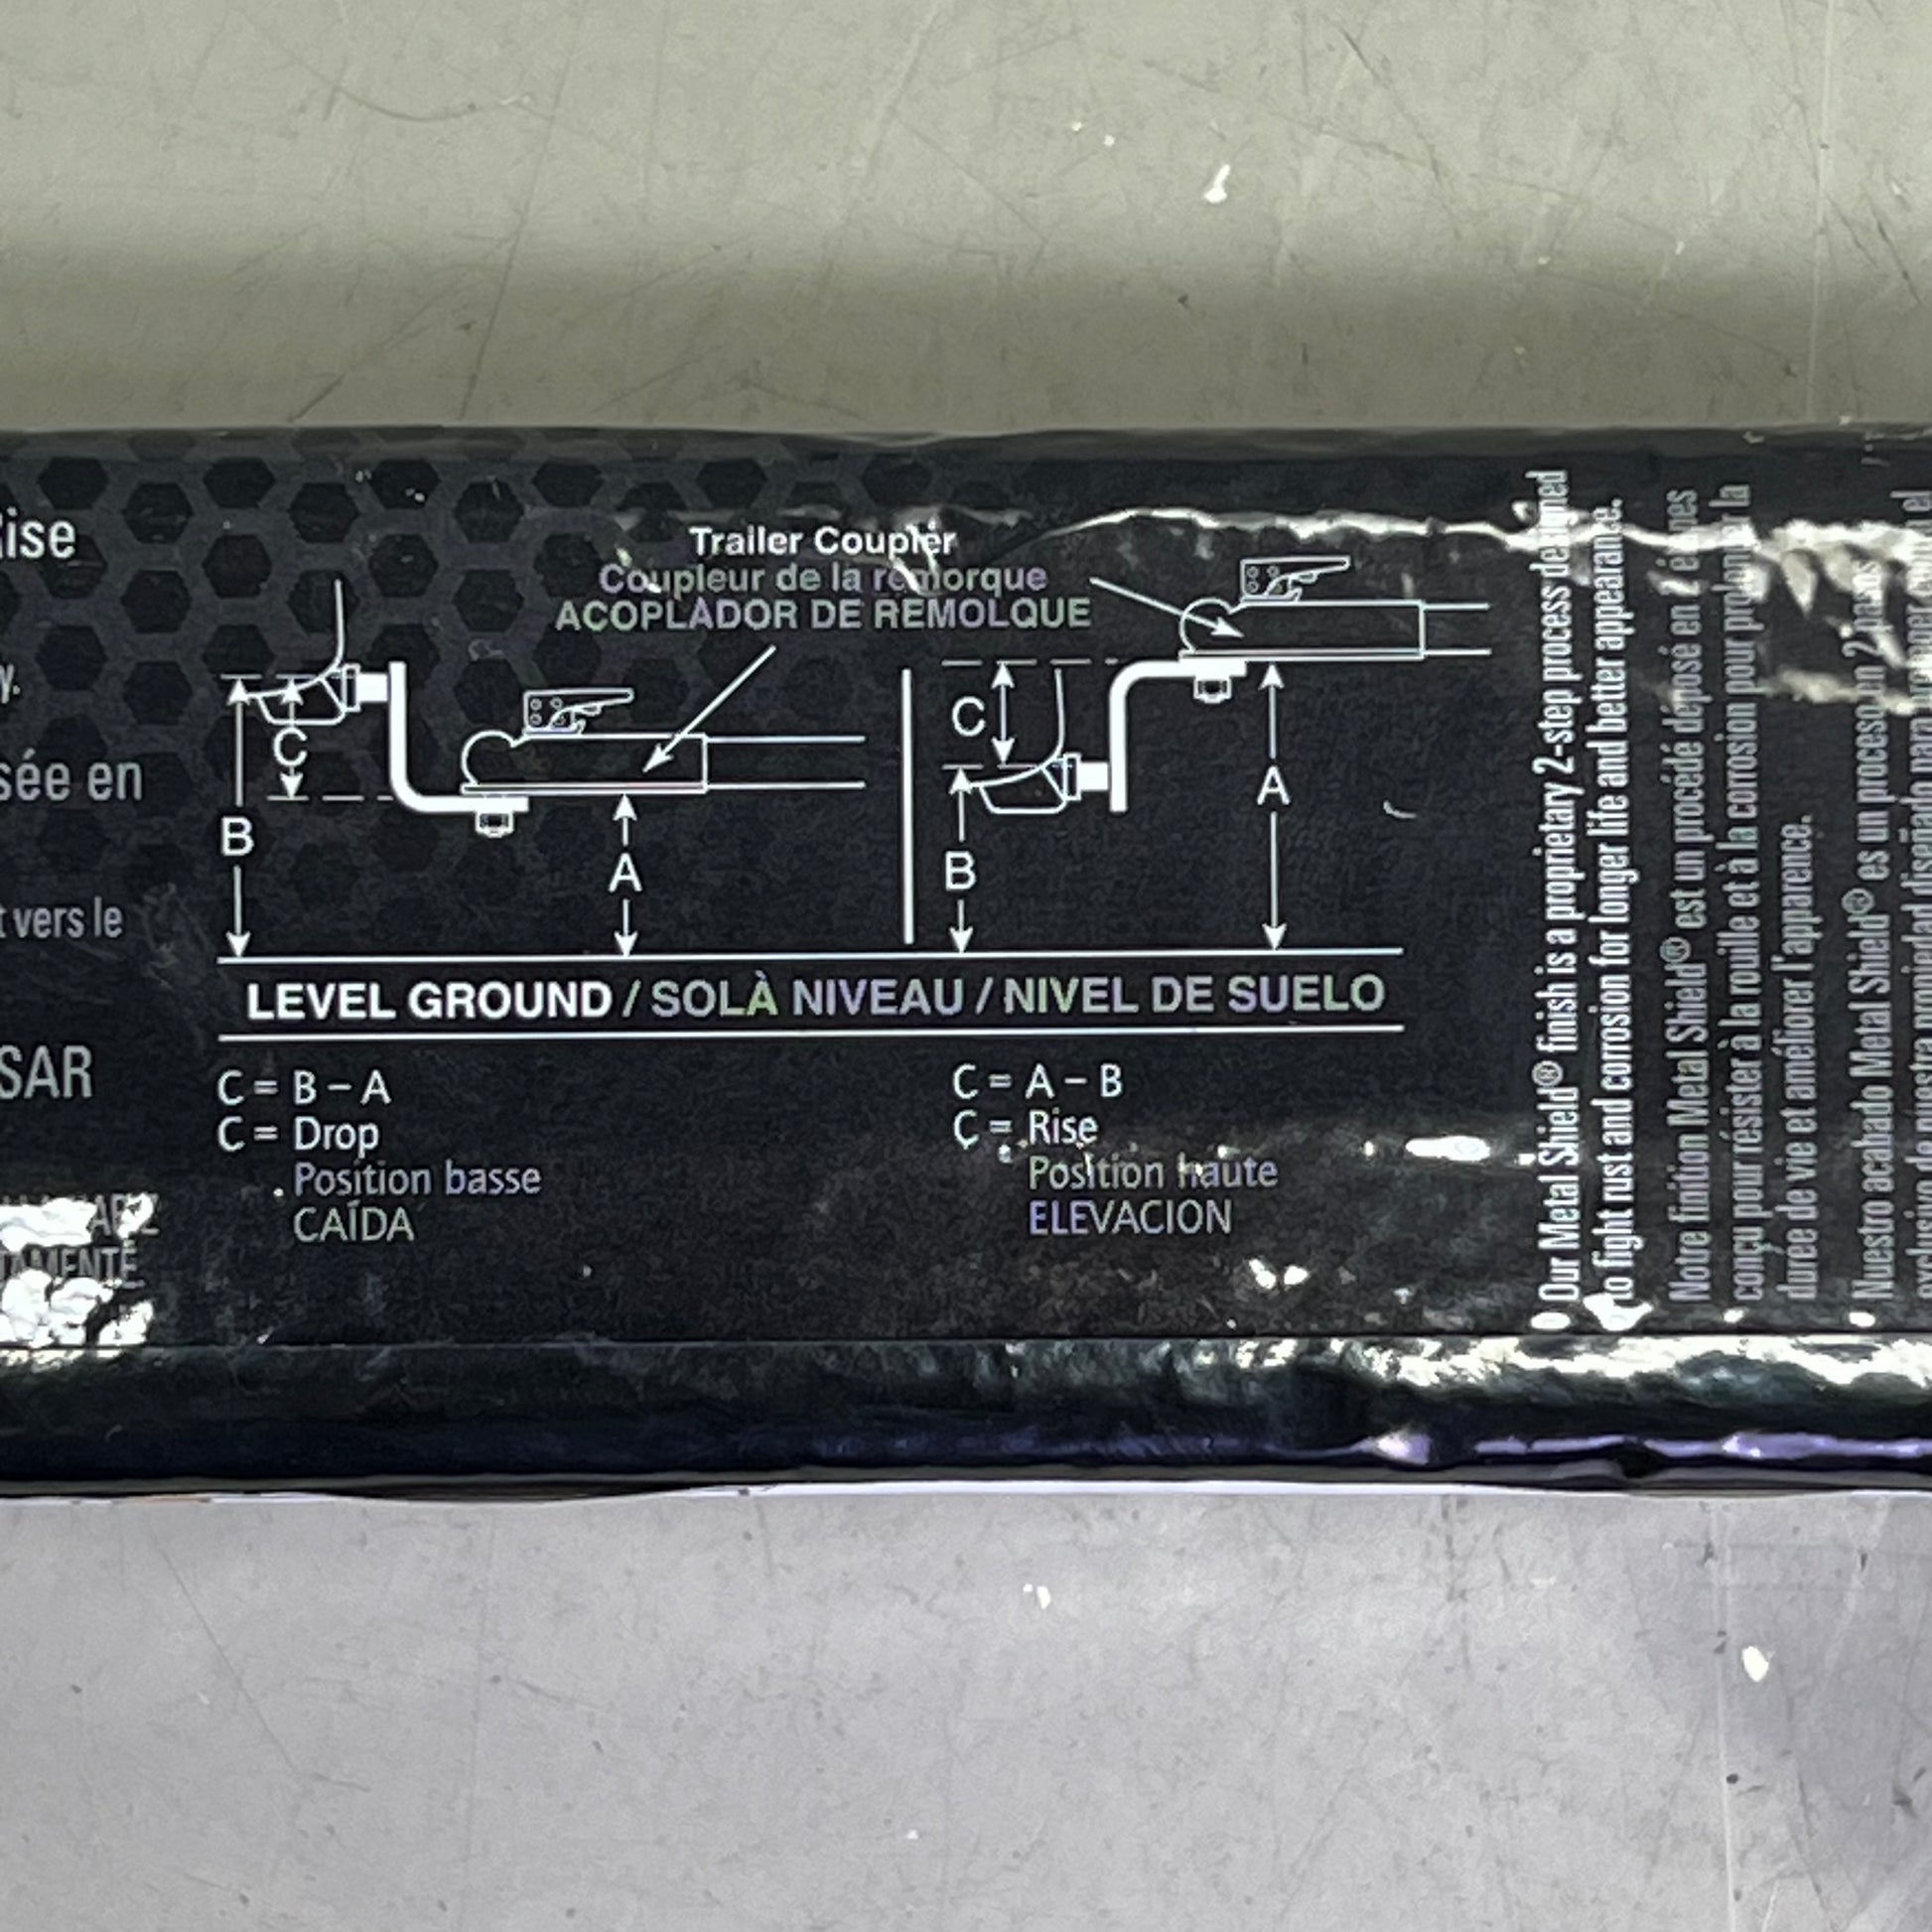 y.
sée en
t vers le
SAR
Trailer Coupler
Coupleur de la remorque
ACOPLADOR DE REMOLQUE
C
B
A
C
B
A
LEVEL GROUND / SOLÀ NIVEAU / NIVEL DE SUELO
C = B – A
C = Drop
Position basse
CAÍDA
C = A – B
C = Rise
Position haute
ELEVACION
Our Metal Shield® finish is a proprietary 2-step process designed
to fight rust and corrosion for longer life and better appearance.
Notre finition Metal Shield® est un procédé déposé en 2
conçu pour résister à la rouille et à la corrosion pour prolonger la
durée de vie et améliorer l'apparence.
Nuestro acabado Metal Shield® es un proceso en 2 pasos